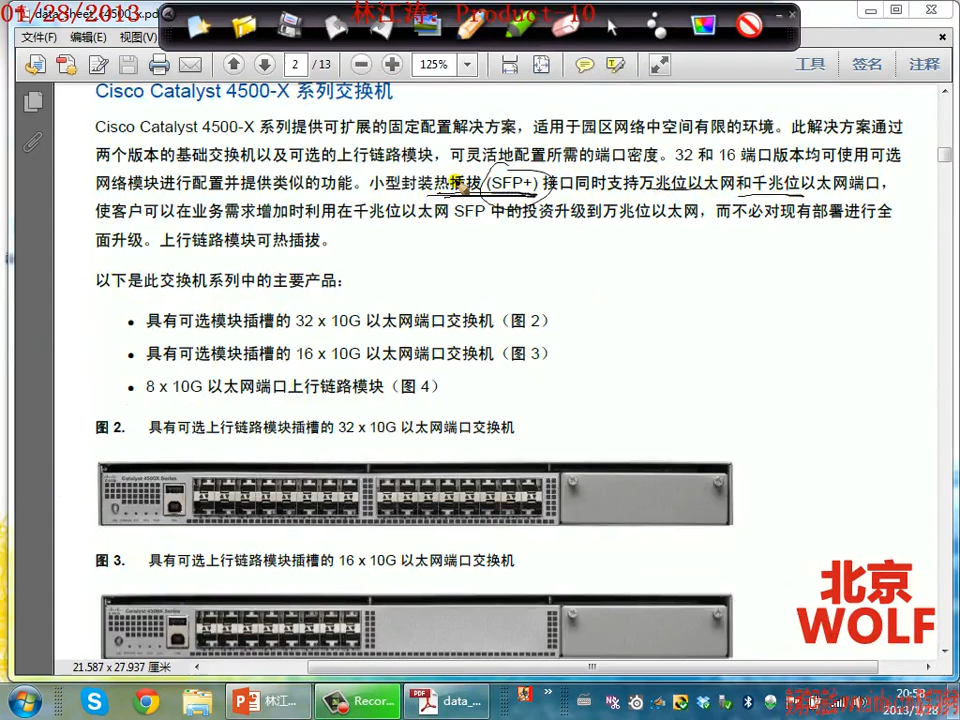 01/28/2013
林江涛, Product-10
文件(F) 编辑(E) 视图(V)
2 / 13 125% 工具 签名 注释
Cisco Catalyst 4500-X 系列交换机
Cisco Catalyst 4500-X 系列提供可扩展的固定配置解决方案，适用于园区网络中空间有限的环境。此解决方案通过
两个版本的基础交换机以及可选的上行链路模块，可灵活地配置所需的端口密度。32 和 16 端口版本均可使用可选
网络模块进行配置并提供类似的功能。小型封装热插拔 (SFP+) 接口同时支持万兆位以太网和千兆位以太网端口，
使客户可以在业务需求增加时利用在千兆位以太网 SFP 中的投资升级到万兆位以太网，而不必对现有部署进行全
面升级。上行链路模块可热插拔。
以下是此交换机系列中的主要产品：
• 具有可选模块插槽的 32 x 10G 以太网端口交换机（图 2）
• 具有可选模块插槽的 16 x 10G 以太网端口交换机（图 3）
• 8 x 10G 以太网端口上行链路模块（图 4）
图 2. 具有可选上行链路模块插槽的 32 x 10G 以太网端口交换机
Catalyst 4500X Series
图 3. 具有可选上行链路模块插槽的 16 x 10G 以太网端口交换机
Catalyst 4500X Series
北京
WOLF
21.587 x 27.937 厘米
林江... Recor... data_...
20:58
2013/1/28